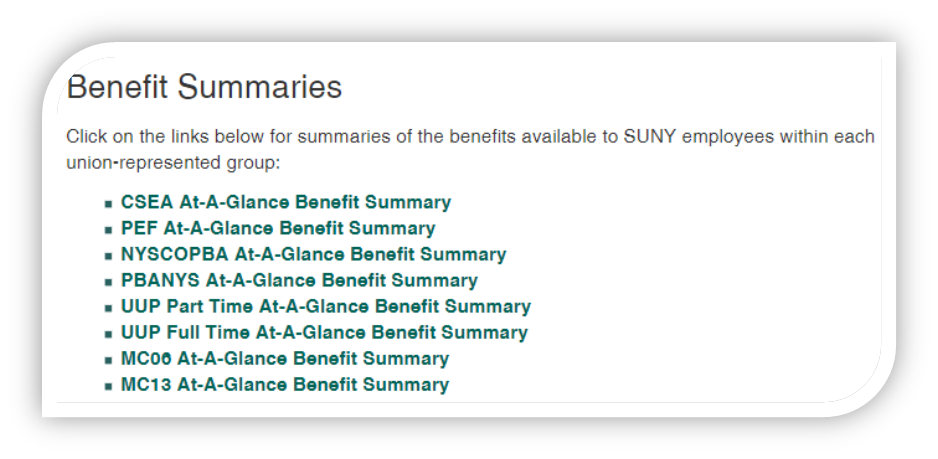 Benefit Summaries
Click on the links below for summaries of the benefits available to SUNY employees within each
union-represented group:
CSEA At-A-Glance Benefit Summary
PEF At-A-Glance Benefit Summary
NYSCOPBA At-A-Glance Benefit Summary
PBANYS At-A-Glance Benefit Summary
UUP Part Time At-A-Glance Benefit Summary
UUP Full Time At-A-Glance Benefit Summary
MC06 At-A-Glance Benefit Summary
MC13 At-A-Glance Benefit Summary